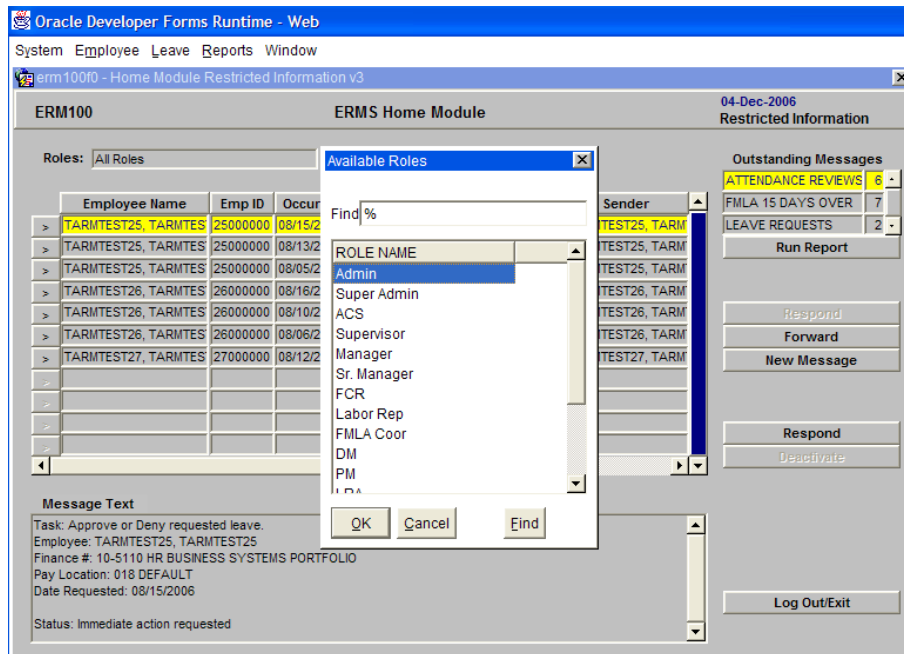 Oracle Developer Forms Runtime - Web
System Employee Leave Reports Window
erm100f0 - Home Module Restricted Information v3
ERM100
ERMS Home Module
04-Dec-2006
Restricted Information
Roles: All Roles
Employee Name Emp ID Occur Sender
> TARMTEST25, TARMTES 25000000 08/15/2 TEST25, TARM
> TARMTEST25, TARMTES 25000000 08/13/2 TEST25, TARM
> TARMTEST25, TARMTES 25000000 08/05/2 TEST25, TARM
> TARMTEST26, TARMTES 26000000 08/16/2 TEST26, TARM
> TARMTEST26, TARMTES 26000000 08/10/2 TEST26, TARM
> TARMTEST26, TARMTES 26000000 08/06/2 TEST26, TARM
> TARMTEST27, TARMTES 27000000 08/12/2 TEST27, TARM
>
>
>
>
Available Roles
Find %
ROLE NAME
Admin
Super Admin
ACS
Supervisor
Manager
Sr. Manager
FCR
Labor Rep
FMLA Coor
DM
PM
OK Cancel Find
Outstanding Messages
ATTENDANCE REVIEWS 6
FMLA 15 DAYS OVER 7
LEAVE REQUESTS 2
Run Report
Respond
Forward
New Message
Respond
Deactivate
Log Out/Exit
Message Text
Task: Approve or Deny requested leave.
Employee: TARMTEST25, TARMTEST25
Finance #: 10-5110 HR BUSINESS SYSTEMS PORTFOLIO
Pay Location: 018 DEFAULT
Date Requested: 08/15/2006
Status: Immediate action requested